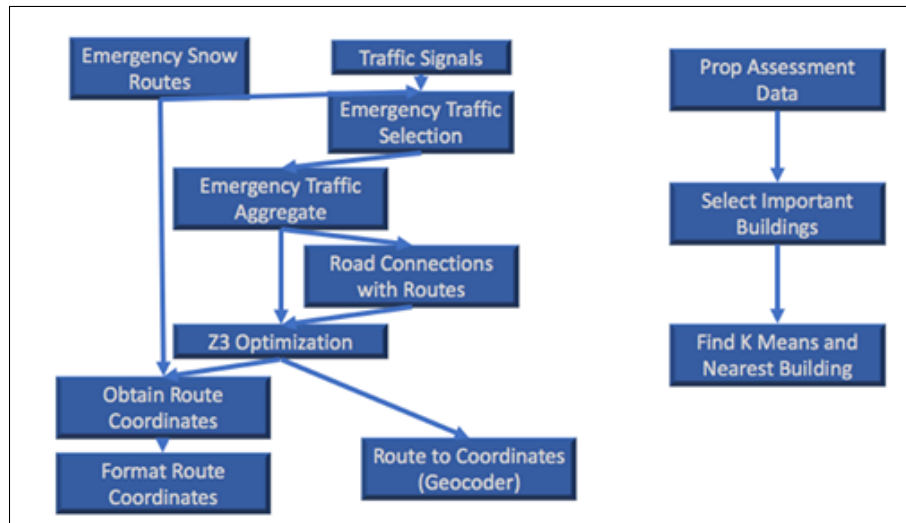 Emergency Snow
Routes
Traffic Signals
Emergency Traffic
Selection
Emergency Traffic
Aggregate
Road Connections
with Routes
Z3 Optimization
Obtain Route
Coordinates
Format Route
Coordinates
Route to Coordinates
(Geocoder)
Prop Assessment
Data
Select Important
Buildings
Find K Means and
Nearest Building